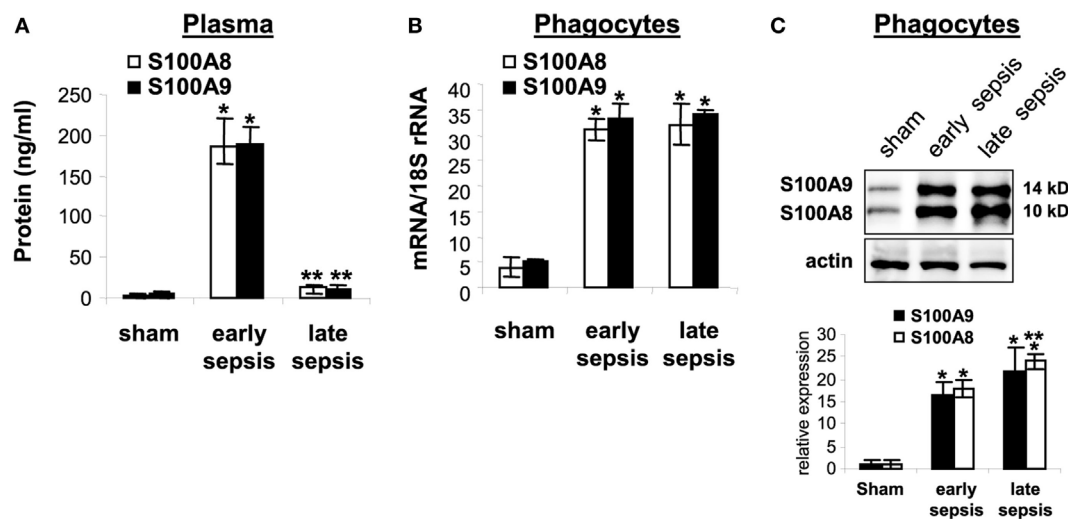 A
Plasma
S100A8
S100A9
Protein (ng/ml)
250
200
150
100
50
0
* *
** **
sham
early sepsis
late sepsis
B
Phagocytes
S100A8
S100A9
mRNA/18S rRNA
40
35
30
25
20
15
10
5
0
* *
* *
sham
early sepsis
late sepsis
C
Phagocytes
sham
early sepsis
late sepsis
S100A9
14 kD
S100A8
10 kD
actin
S100A9
S100A8
relative expression
30
25
20
15
10
5
0
* *
* **
*
Sham
early sepsis
late sepsis